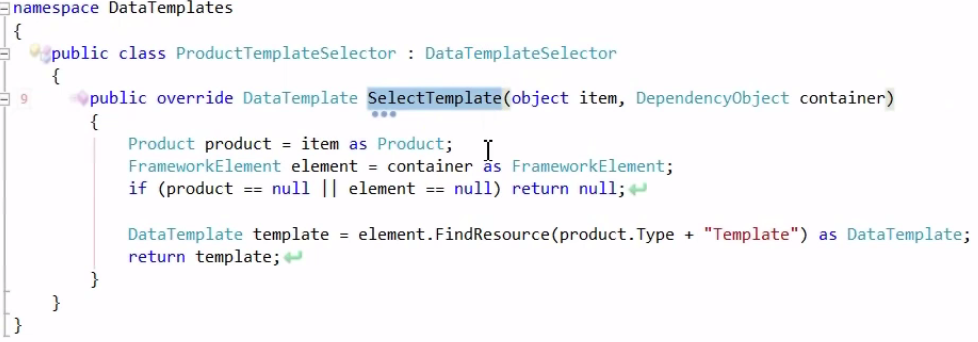 namespace DataTemplates
{
public class ProductTemplateSelector : DataTemplateSelector
{
9 public override DataTemplate SelectTemplate(object item, DependencyObject container)
{
Product product = item as Product;
FrameworkElement element = container as FrameworkElement;
if (product == null || element == null) return null;
DataTemplate template = element.FindResource(product.Type + "Template") as DataTemplate;
return template;
}
}
}